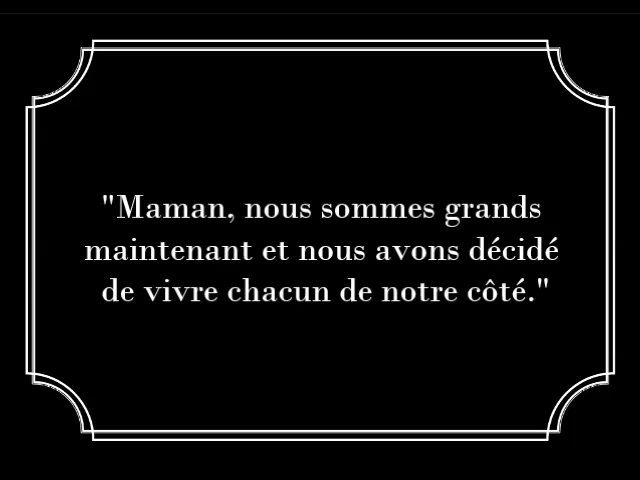 "Maman, nous sommes grands
maintenant et nous avons décidé
de vivre chacun de notre côté."